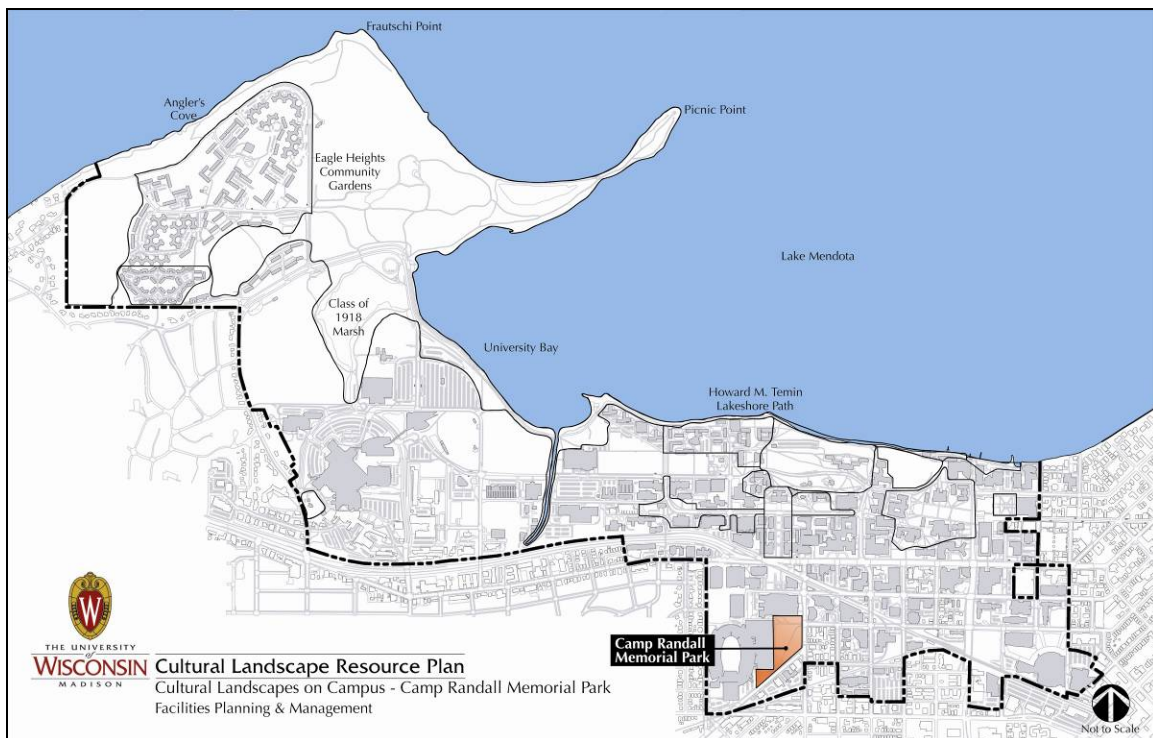 Frautschi Point
Angler's
Cove
Picnic Point
Eagle Heights
Community
Gardens
Lake Mendota
Class of
1918
Marsh
University Bay
Howard M. Temin
Lakeshore Path
Camp Randall
Memorial Park
W
THE UNIVERSITY
of
WISCONSIN
MADISON
Cultural Landscape Resource Plan
Cultural Landscapes on Campus - Camp Randall Memorial Park
Facilities Planning & Management
Not to Scale